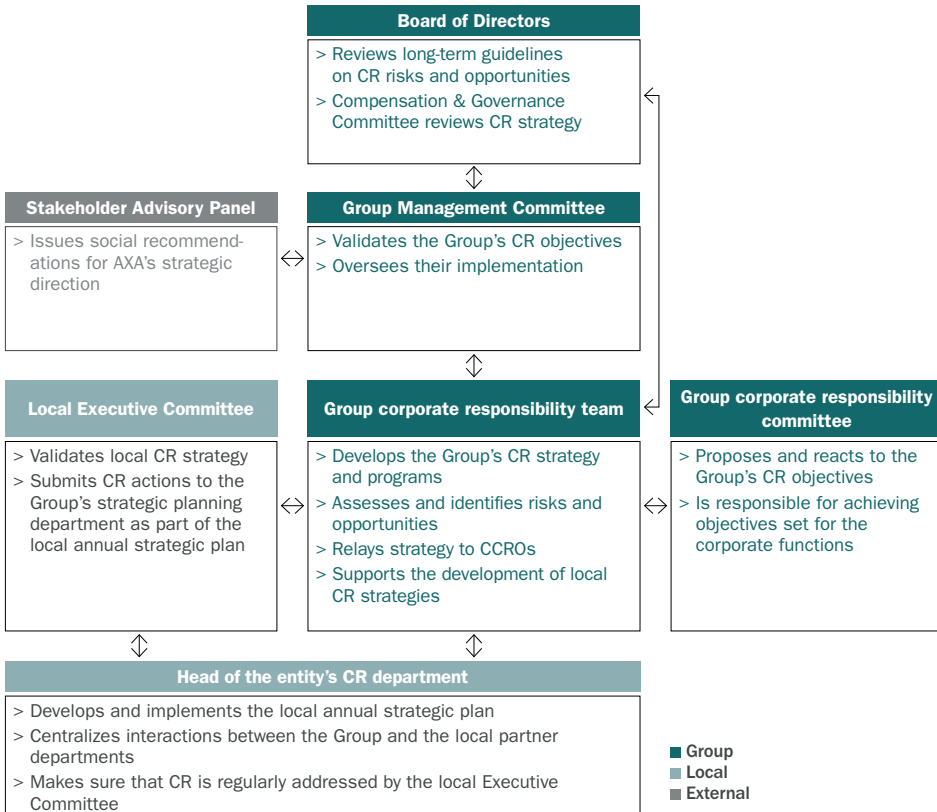 Board of Directors
> Reviews long-term guidelines
on CR risks and opportunities
> Compensation & Governance
Committee reviews CR strategy
Stakeholder Advisory Panel
> Issues social recommend-
ations for AXA’s strategic
direction
Group Management Committee
> Validates the Group’s CR objectives
> Oversees their implementation
Local Executive Committee
> Validates local CR strategy
> Submits CR actions to the
Group’s strategic planning
department as part of the
local annual strategic plan
Group corporate responsibility team
> Develops the Group’s CR strategy
and programs
> Assesses and identifies risks and
opportunities
> Relays strategy to CCROs
> Supports the development of local
CR strategies
Group corporate responsibility
committee
> Proposes and reacts to the
Group’s CR objectives
> Is responsible for achieving
objectives set for the
corporate functions
Head of the entity’s CR department
> Develops and implements the local annual strategic plan
> Centralizes interactions between the Group and the local partner
departments
> Makes sure that CR is regularly addressed by the local Executive
Committee
Group
Local
External